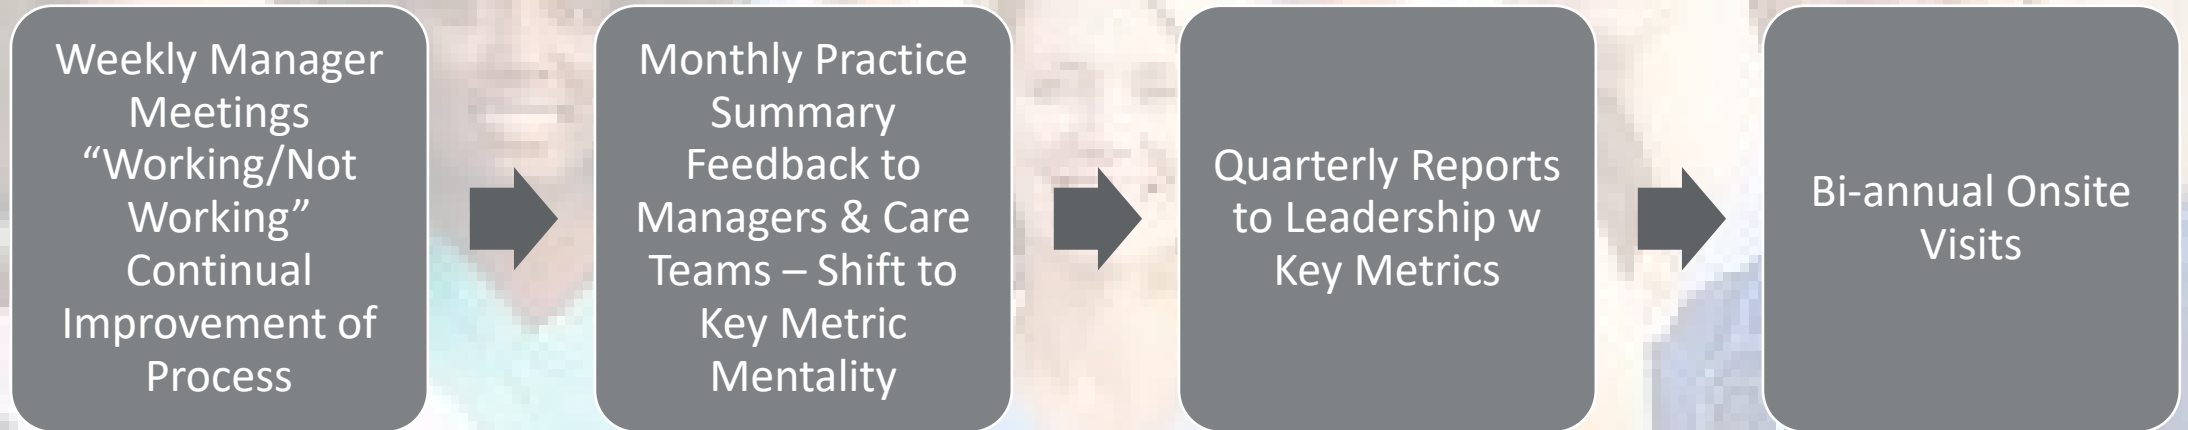 Weekly Manager
Meetings
“Working/Not
Working”
Continual
Improvement of
Process
Monthly Practice
Summary
Feedback to
Managers & Care
Teams – Shift to
Key Metric
Mentality
Quarterly Reports
to Leadership w
Key Metrics
Bi-annual Onsite
Visits